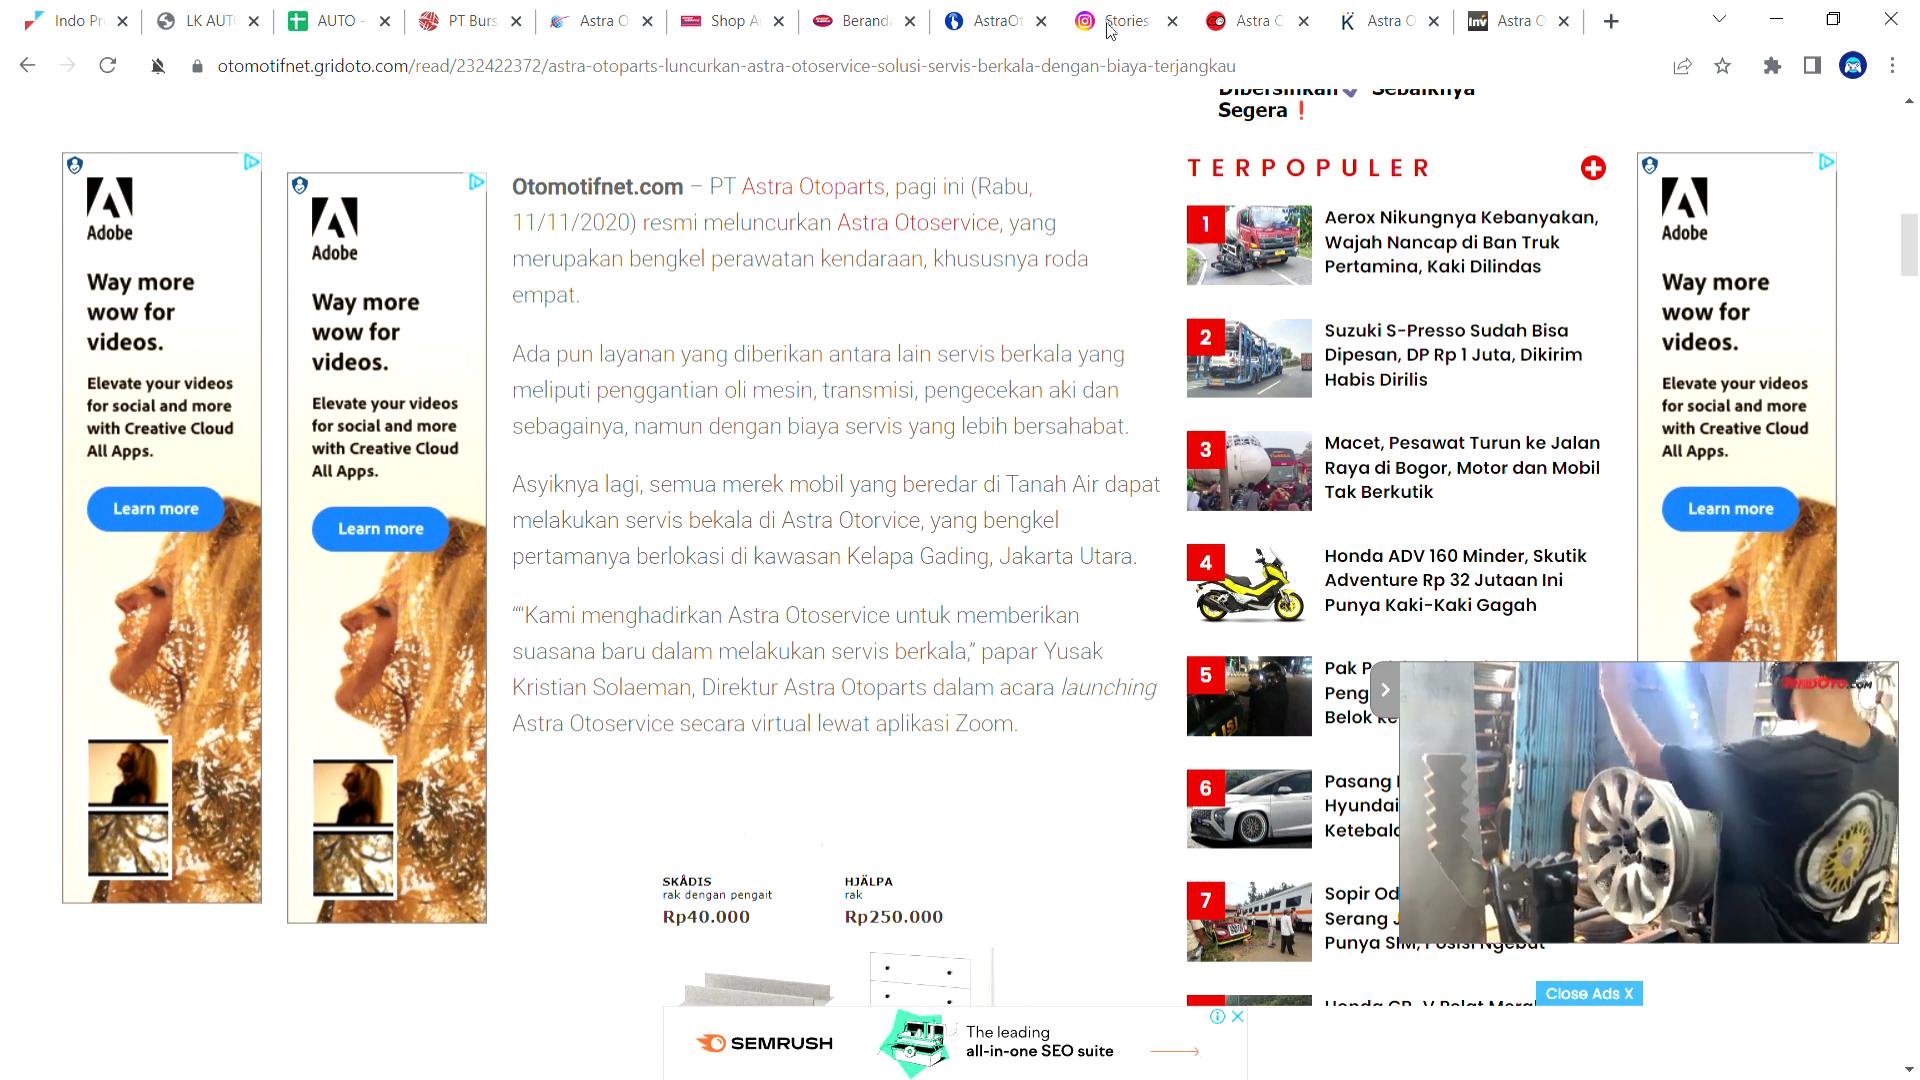 Indo Pr
LK AUT
AUTO -
PT Burs
Astra O
Shop A
Berand
AstraOt
Stories
Astra O
Astra O
Astra O
otomotifnet.gridoto.com/read/232422372/astra-otoparts-luncurkan-astra-otoservice-solusi-servis-berkala-dengan-biaya-terjangkau
Adobe
Way more
wow for
videos.
Elevate your videos
for social and more
with Creative Cloud
All Apps.
Learn more
Adobe
Way more
wow for
videos.
Elevate your videos
for social and more
with Creative Cloud
All Apps.
Learn more
Otomotifnet.com – PT Astra Otoparts, pagi ini (Rabu,
11/11/2020) resmi meluncurkan Astra Otoservice, yang
merupakan bengkel perawatan kendaraan, khususnya roda
empat.
Ada pun layanan yang diberikan antara lain servis berkala yang
meliputi penggantian oli mesin, transmisi, pengecekan aki dan
sebagainya, namun dengan biaya servis yang lebih bersahabat.
Asyiknya lagi, semua merek mobil yang beredar di Tanah Air dapat
melakukan servis bekala di Astra Otorvice, yang bengkel
pertamanya berlokasi di kawasan Kelapa Gading, Jakarta Utara.
““Kami menghadirkan Astra Otoservice untuk memberikan
suasana baru dalam melakukan servis berkala,” papar Yusak
Kristian Solaeman, Direktur Astra Otoparts dalam acara launching
Astra Otoservice secara virtual lewat aplikasi Zoom.
SKÅDIS
rak dengan pengait
Rp40.000
HJÄLPA
rak
Rp250.000
SEMRUSH
The leading
all-in-one SEO suite
Dibersihkan Sebaiknya
Segera❗
TERPOPULER
1
Aerox Nikungnya Kebanyakan,
Wajah Nancap di Ban Truk
Pertamina, Kaki Dilindas
2
Suzuki S-Presso Sudah Bisa
Dipesan, DP Rp 1 Juta, Dikirim
Habis Dirilis
3
Macet, Pesawat Turun ke Jalan
Raya di Bogor, Motor dan Mobil
Tak Berkutik
4
Honda ADV 160 Minder, Skutik
Adventure Rp 32 Jutaan Ini
Punya Kaki-Kaki Gagah
5
Pak P
Peng
Belok ke
6
Pasang
Hyundai
Ketebala
7
Sopir Od
Serang J
Punya SIM, Posisi Ngebut
Close Ads X
Adobe
Way more
wow for
videos.
Elevate your videos
for social and more
with Creative Cloud
All Apps.
Learn more